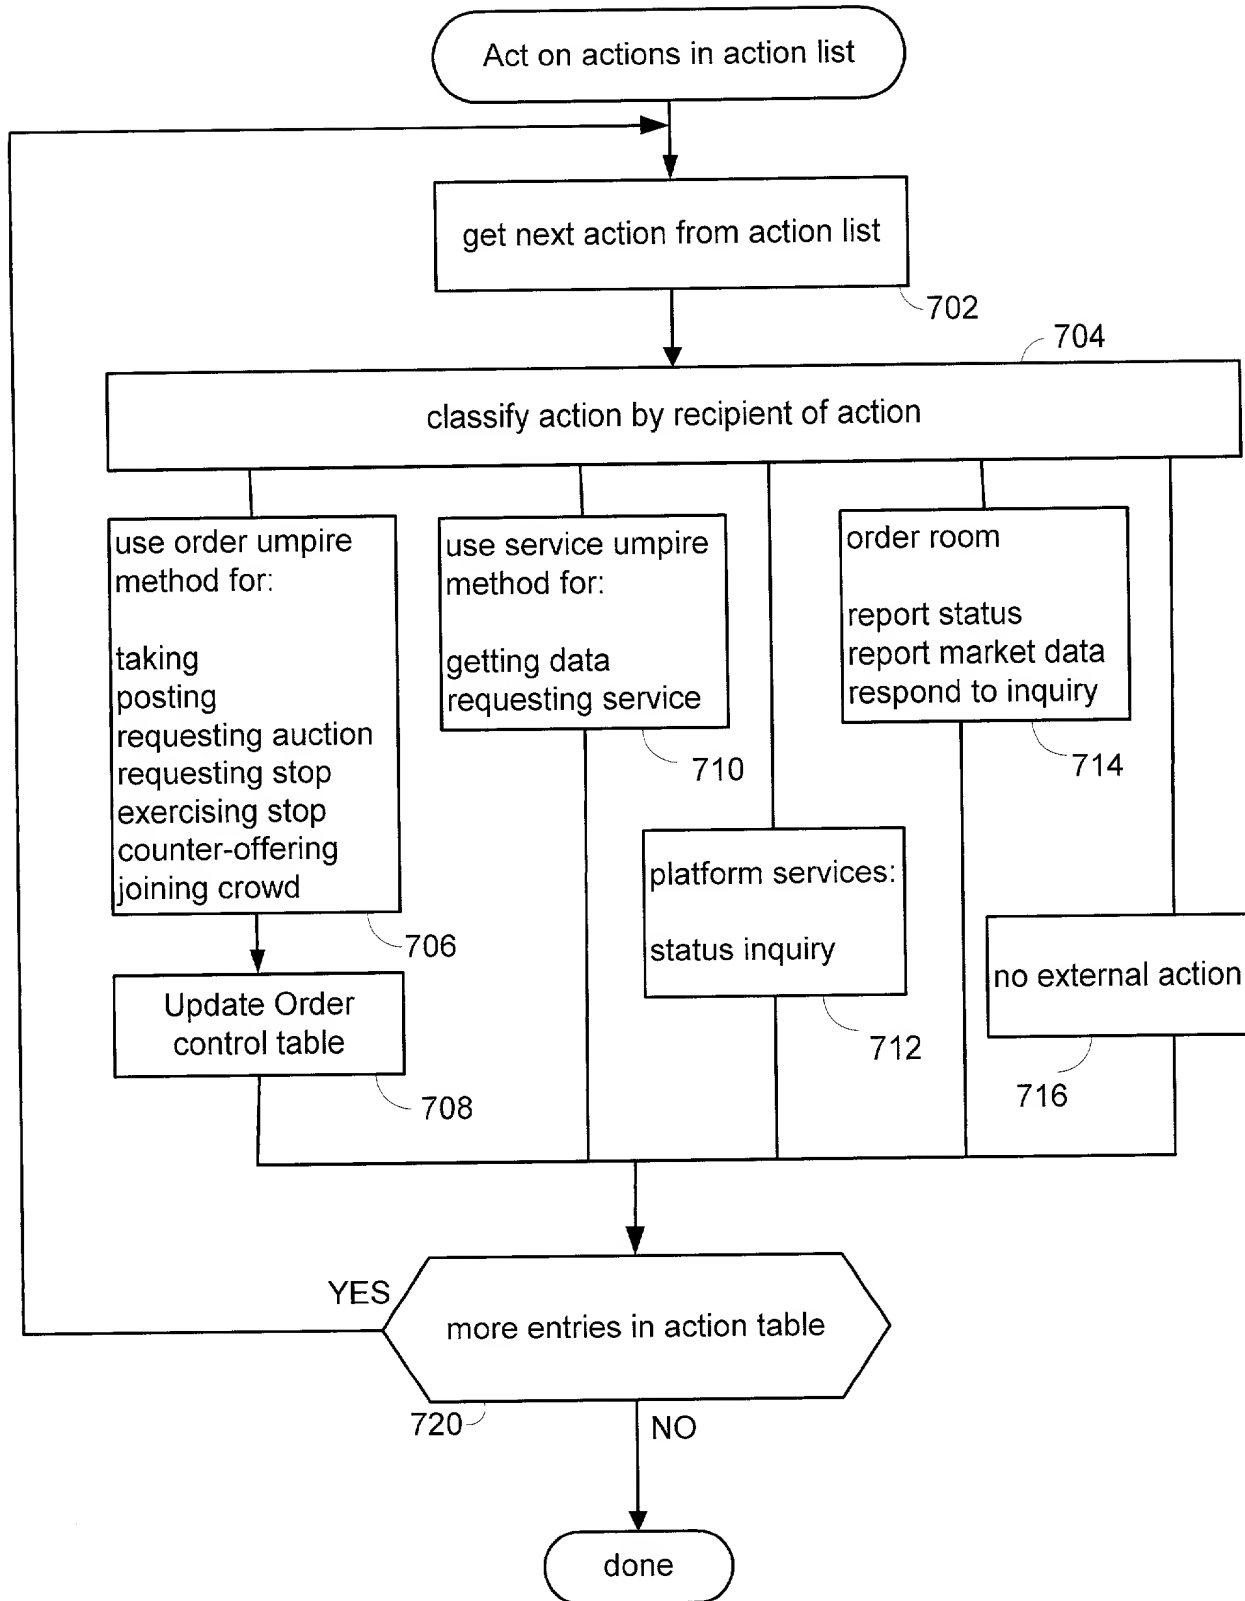 Act on actions in action list
get next action from action list
702
704
classify action by recipient of action
use order umpire
method for:
taking
posting
requesting auction
requesting stop
exercising stop
counter-offering
joining crowd
706
Update Order
control table
708
use service umpire
method for:
getting data
requesting service
710
platform services:
status inquiry
712
order room
report status
report market data
respond to inquiry
714
no external action
716
YES
more entries in action table
720
NO
done